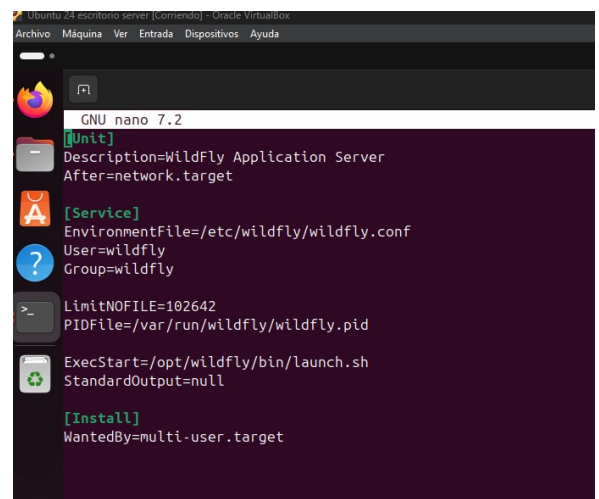 Ubuntu 24 escritorio server [Corriendo] - Oracle VirtualBox
Archivo Máquina Ver Entrada Dispositivos Ayuda
GNU nano 7.2
[Unit]
Description=WildFly Application Server
After=network.target
[Service]
EnvironmentFile=/etc/wildfly/wildfly.conf
User=wildfly
Group=wildfly
LimitNOFILE=102642
PIDFile=/var/run/wildfly/wildfly.pid
ExecStart=/opt/wildfly/bin/launch.sh
StandardOutput=null
[Install]
WantedBy=multi-user.target